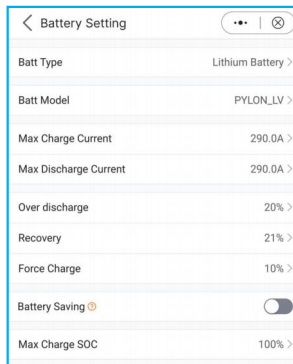 Battery Setting
Batt Type Lithium Battery >
Batt Model PYLON_LV >
Max Charge Current 290.0A >
Max Discharge Current 290.0A >
Over discharge 20% >
Recovery 21% >
Force Charge 10% >
Battery Saving ?
Max Charge SOC 100% >